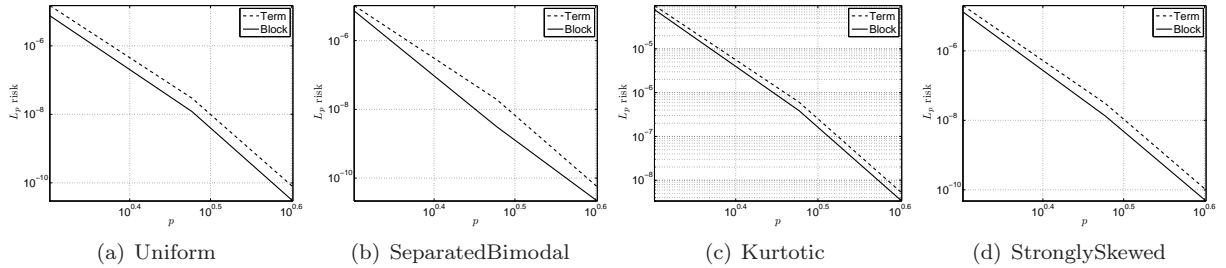 Term
Block
10^-6
10^-8
10^-10
L_p risk
10^0.4
10^0.5
10^0.6
p
(a) Uniform
Term
Block
10^-6
10^-8
10^-10
L_p risk
10^0.4
10^0.5
10^0.6
p
(b) SeparatedBimodal
Term
Block
10^-5
10^-6
10^-7
10^-8
L_p risk
10^0.4
10^0.5
10^0.6
p
(c) Kurtotic
Term
Block
10^-6
10^-8
10^-10
L_p risk
10^0.4
10^0.5
10^0.6
p
(d) StronglySkewed